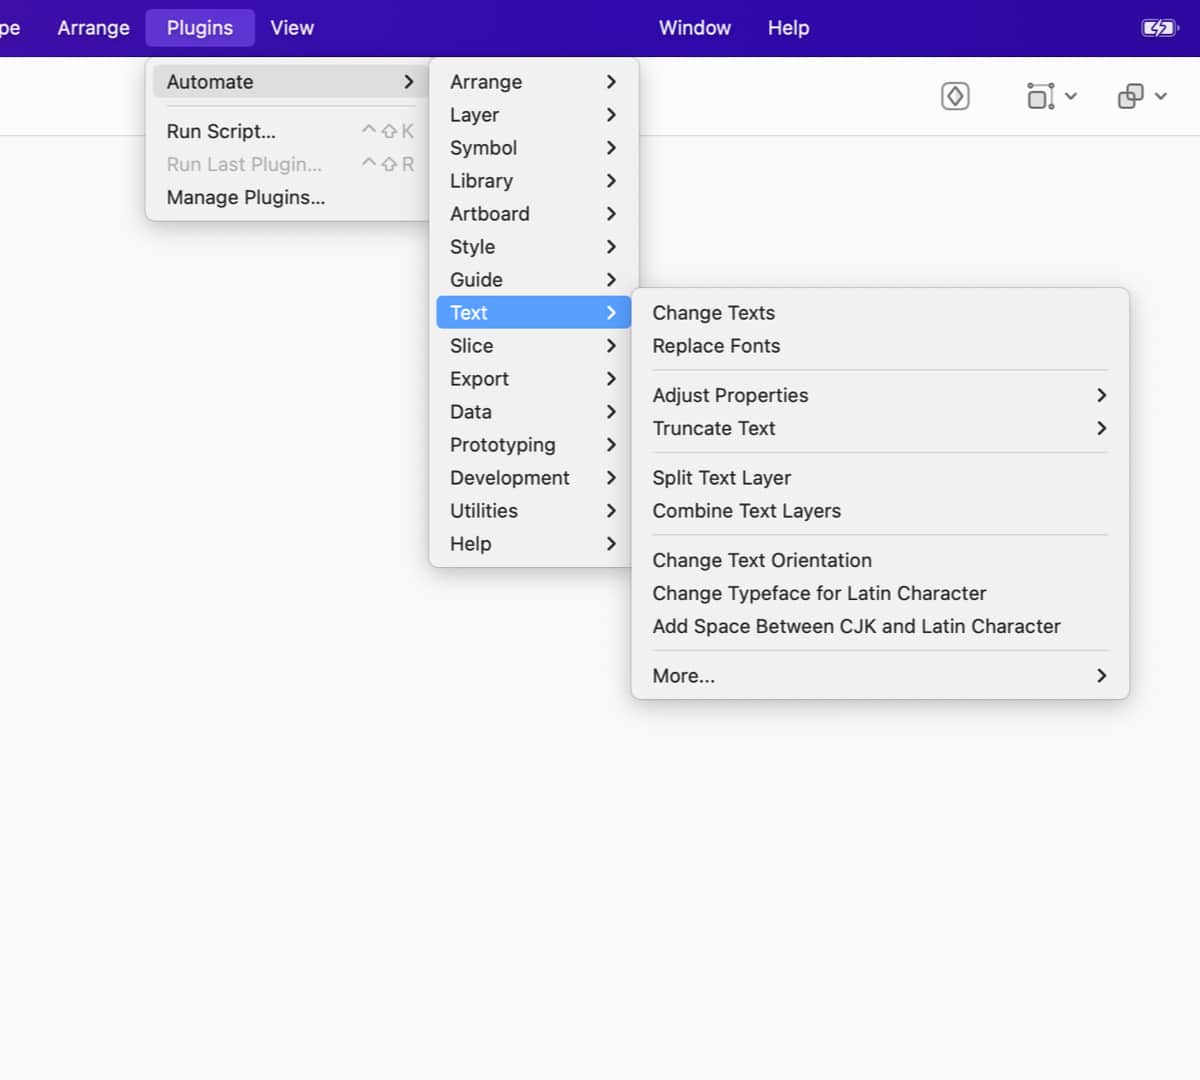 pe Arrange Plugins View Window Help
Automate
Run Script... ^⇧K
Run Last Plugin... ^⇧R
Manage Plugins...
Arrange
Layer
Symbol
Library
Artboard
Style
Guide
Text
Slice
Export
Data
Prototyping
Development
Utilities
Help
Change Texts
Replace Fonts
Adjust Properties
Truncate Text
Split Text Layer
Combine Text Layers
Change Text Orientation
Change Typeface for Latin Character
Add Space Between CJK and Latin Character
More...